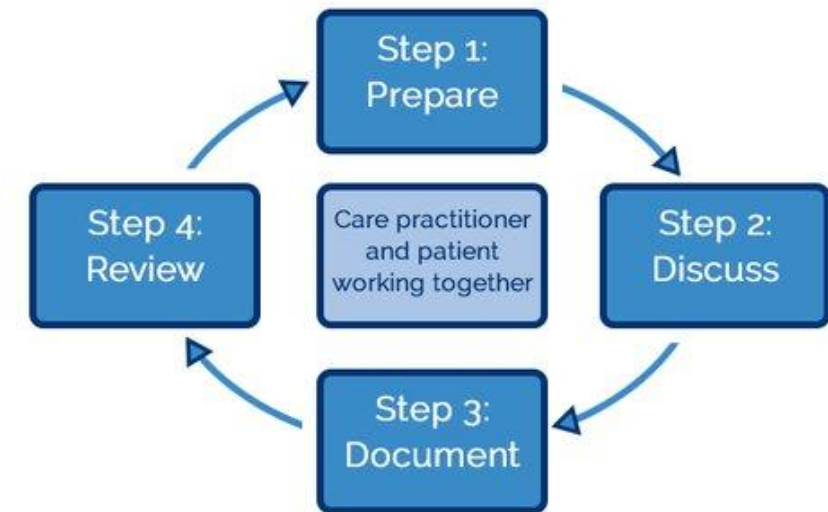 Step 1:
Prepare
Step 4:
Review
Care practitioner
and patient
working together
Step 2:
Discuss
Step 3:
Document